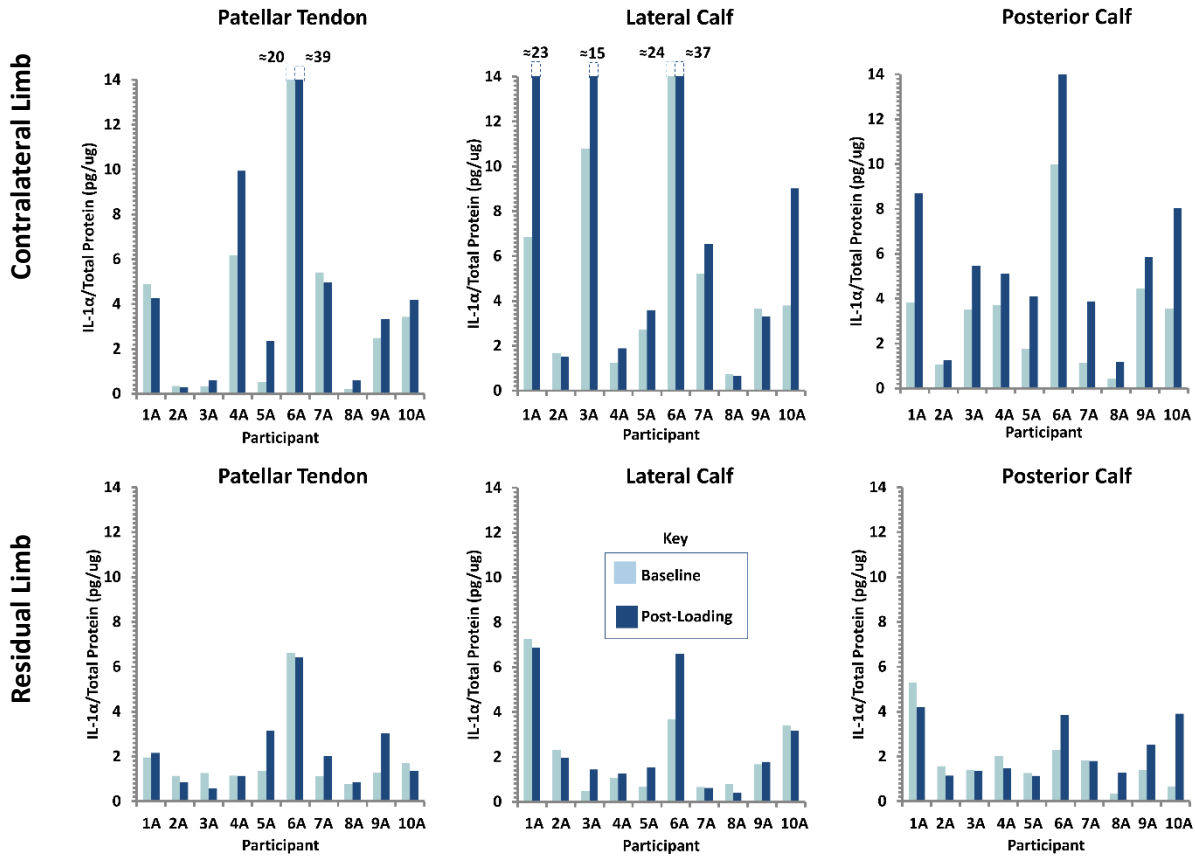 Contralateral Limb
Patellar Tendon
≈20 ≈39
IL-1α/Total Protein (pg/ug)
14
12
10
8
6
4
2
0
1A 2A 3A 4A 5A 6A 7A 8A 9A 10A
Participant
Lateral Calf
≈23 ≈15 ≈24 ≈37
IL-1α/Total Protein (pg/ug)
14
12
10
8
6
4
2
0
1A 2A 3A 4A 5A 6A 7A 8A 9A 10A
Participant
Posterior Calf
IL-1α/Total Protein (pg/ug)
14
12
10
8
6
4
2
0
1A 2A 3A 4A 5A 6A 7A 8A 9A 10A
Participant
Residual Limb
Patellar Tendon
IL-1α/Total Protein (pg/ug)
14
12
10
8
6
4
2
0
1A 2A 3A 4A 5A 6A 7A 8A 9A 10A
Participant
Lateral Calf
IL-1α/Total Protein (pg/ug)
14
12
10
8
6
4
2
0
Key
Baseline
Post-Loading
1A 2A 3A 4A 5A 6A 7A 8A 9A 10A
Participant
Posterior Calf
IL-1α/Total Protein (pg/ug)
14
12
10
8
6
4
2
0
1A 2A 3A 4A 5A 6A 7A 8A 9A 10A
Participant